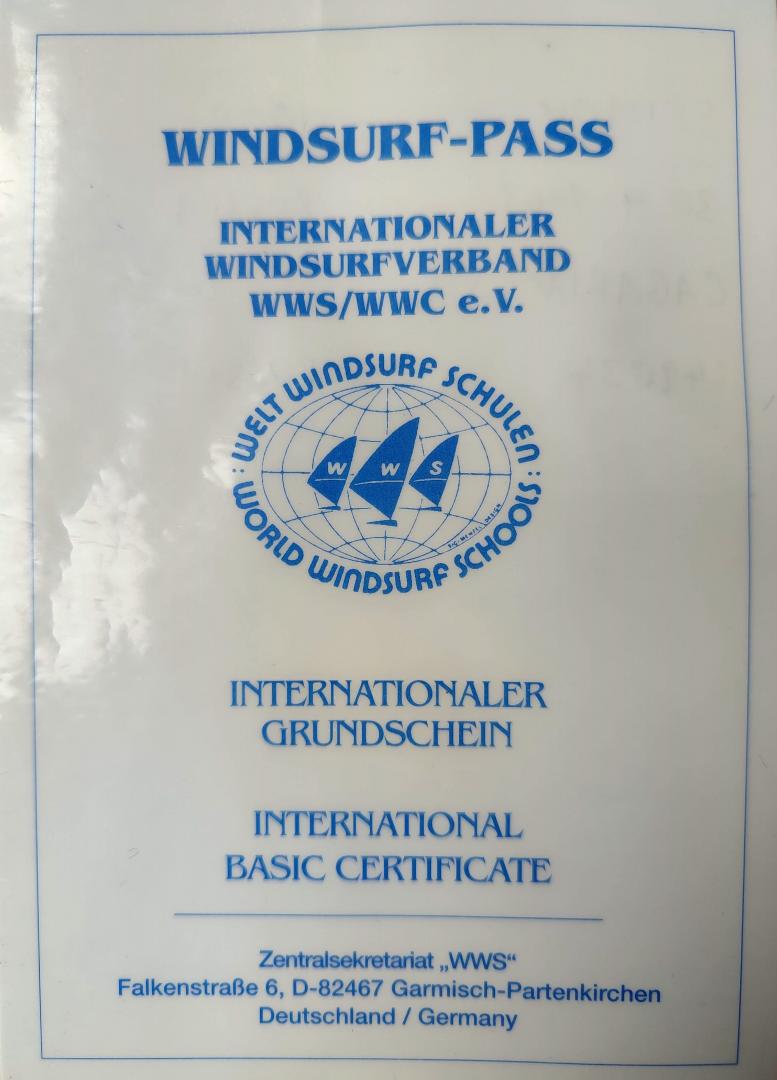 WINDSURF-PASS
INTERNATIONALER
WINDSURFVERBAND
WWS/WWC e.V.
: WELT WINDSURF SCHULEN :
W W S
WORLD WINDSURF SCHOOLS
INTERNATIONALER
GRUNDSCHEIN
INTERNATIONAL
BASIC CERTIFICATE
Zentralsekretariat „WWS“
Falkenstraße 6, D-82467 Garmisch-Partenkirchen
Deutschland / Germany